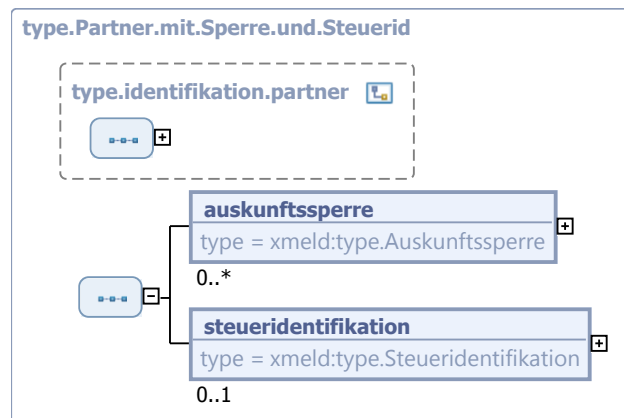 type.Partner.mit.Sperre.und.Steuerid
type.identifikation.partner
auskunftssperre
type = xmeld:type.Auskunftssperre
0..*
steueridentifikation
type = xmeld:type.Steueridentifikation
0..1